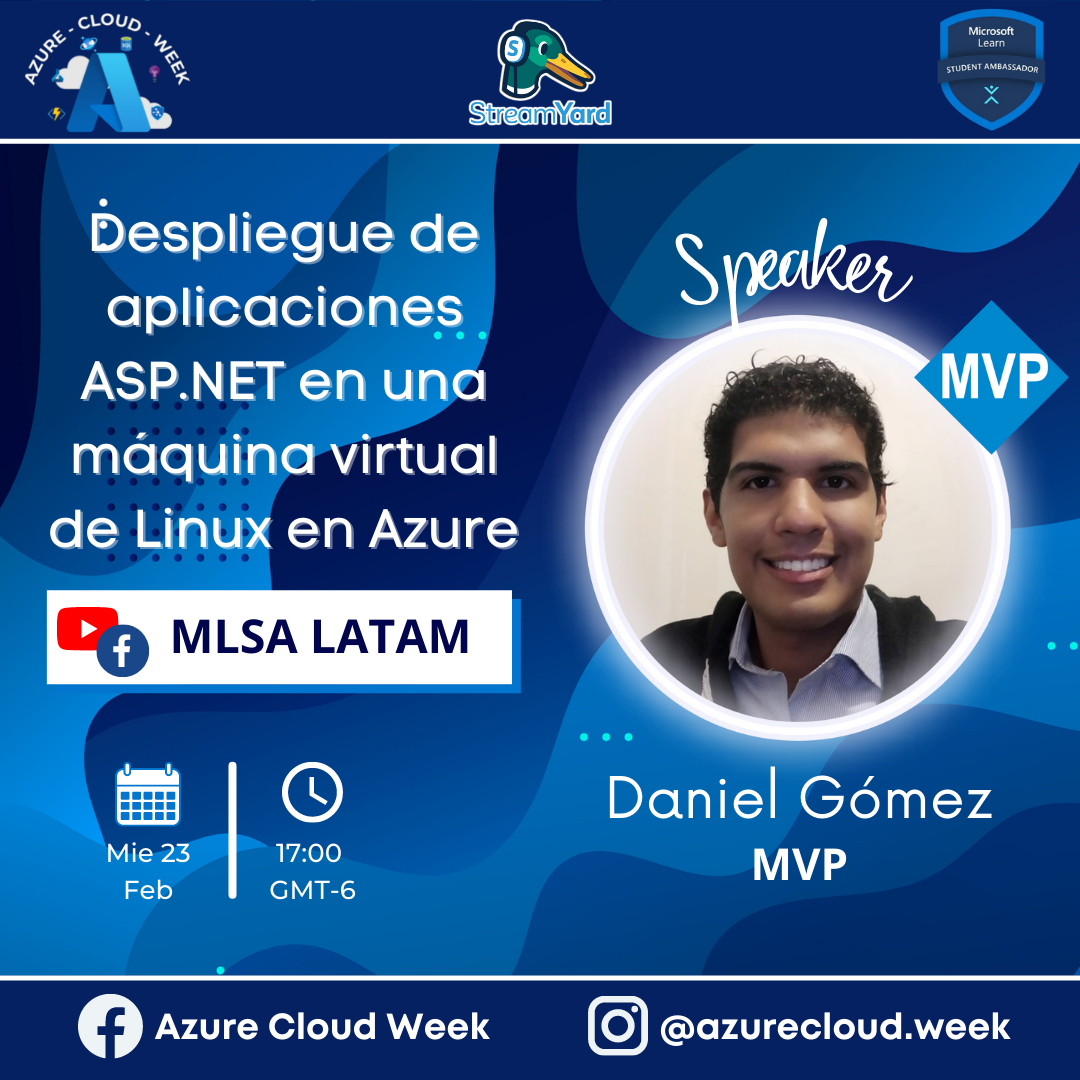 AZURE - CLOUD - WEEK
SQL
S
StreamYard
Microsoft
Learn
STUDENT AMBASSADOR
Despliegue de
aplicaciones
ASP.NET en una
máquina virtual
de Linux en Azure
MLSA LATAM
Mie 23
Feb
17:00
GMT-6
Speaker
MVP
Daniel Gómez
MVP
Azure Cloud Week
@azurecloud.week